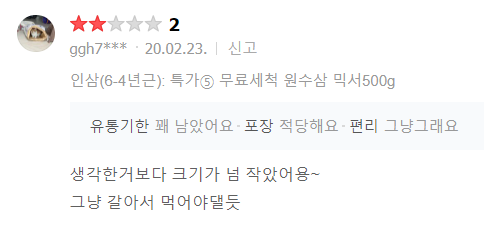 ★★☆☆☆ 2
ggh7*** · 20.02.23. | 신고
인삼(6-4년근): 특가⑤ 무료세척 원수삼 믹서500g
유통기한 꽤 남았어요 · 포장 적당해요 · 편리 그냥그래요
생각한거보다 크기가 넘 작았어용~
그냥 갈아서 먹어야댈듯